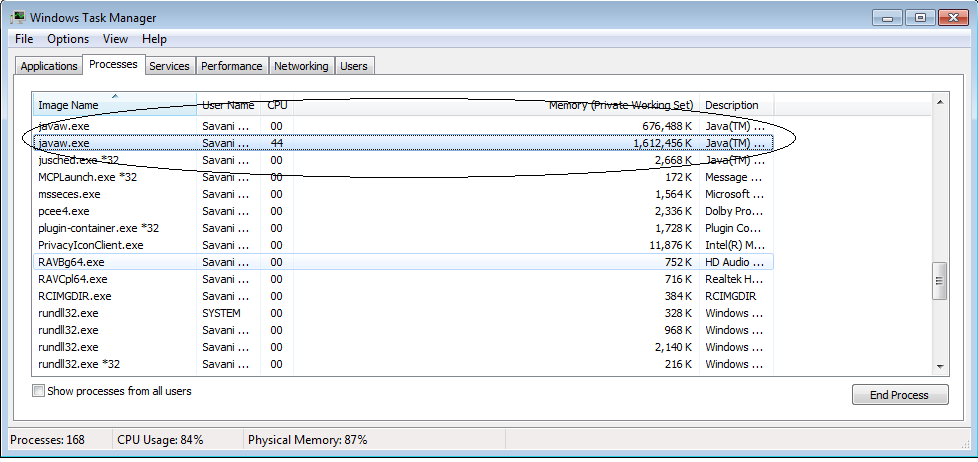 Windows Task Manager
File Options View Help
Applications Processes Services Performance Networking Users
Image Name User Name CPU Memory (Private Working Set) Description
javaw.exe Savani ... 00 676,488 K Java(TM) ...
javaw.exe Savani ... 44 1,612,456 K Java(TM) ...
jusched.exe *32 Savani ... 00 2,668 K Java(TM) ...
MCPLaunch.exe *32 Savani ... 00 172 K Message ...
msseces.exe Savani ... 00 1,564 K Microsoft ...
pcee4.exe Savani ... 00 2,336 K Dolby Pro...
plugin-container.exe *32 Savani ... 00 1,728 K Plugin Co...
PrivacyIconClient.exe Savani ... 00 11,876 K Intel(R) M...
RAVBg64.exe Savani ... 00 752 K HD Audio ...
RAVCpl64.exe Savani ... 00 716 K Realtek H...
RCIMGDIR.exe Savani ... 00 384 K RCIMGDIR
rundll32.exe SYSTEM 00 328 K Windows ...
rundll32.exe Savani ... 00 968 K Windows ...
rundll32.exe Savani ... 00 2,140 K Windows ...
rundll32.exe *32 Savani ... 00 216 K Windows ...
Show processes from all users
End Process
Processes: 168 CPU Usage: 84% Physical Memory: 87%